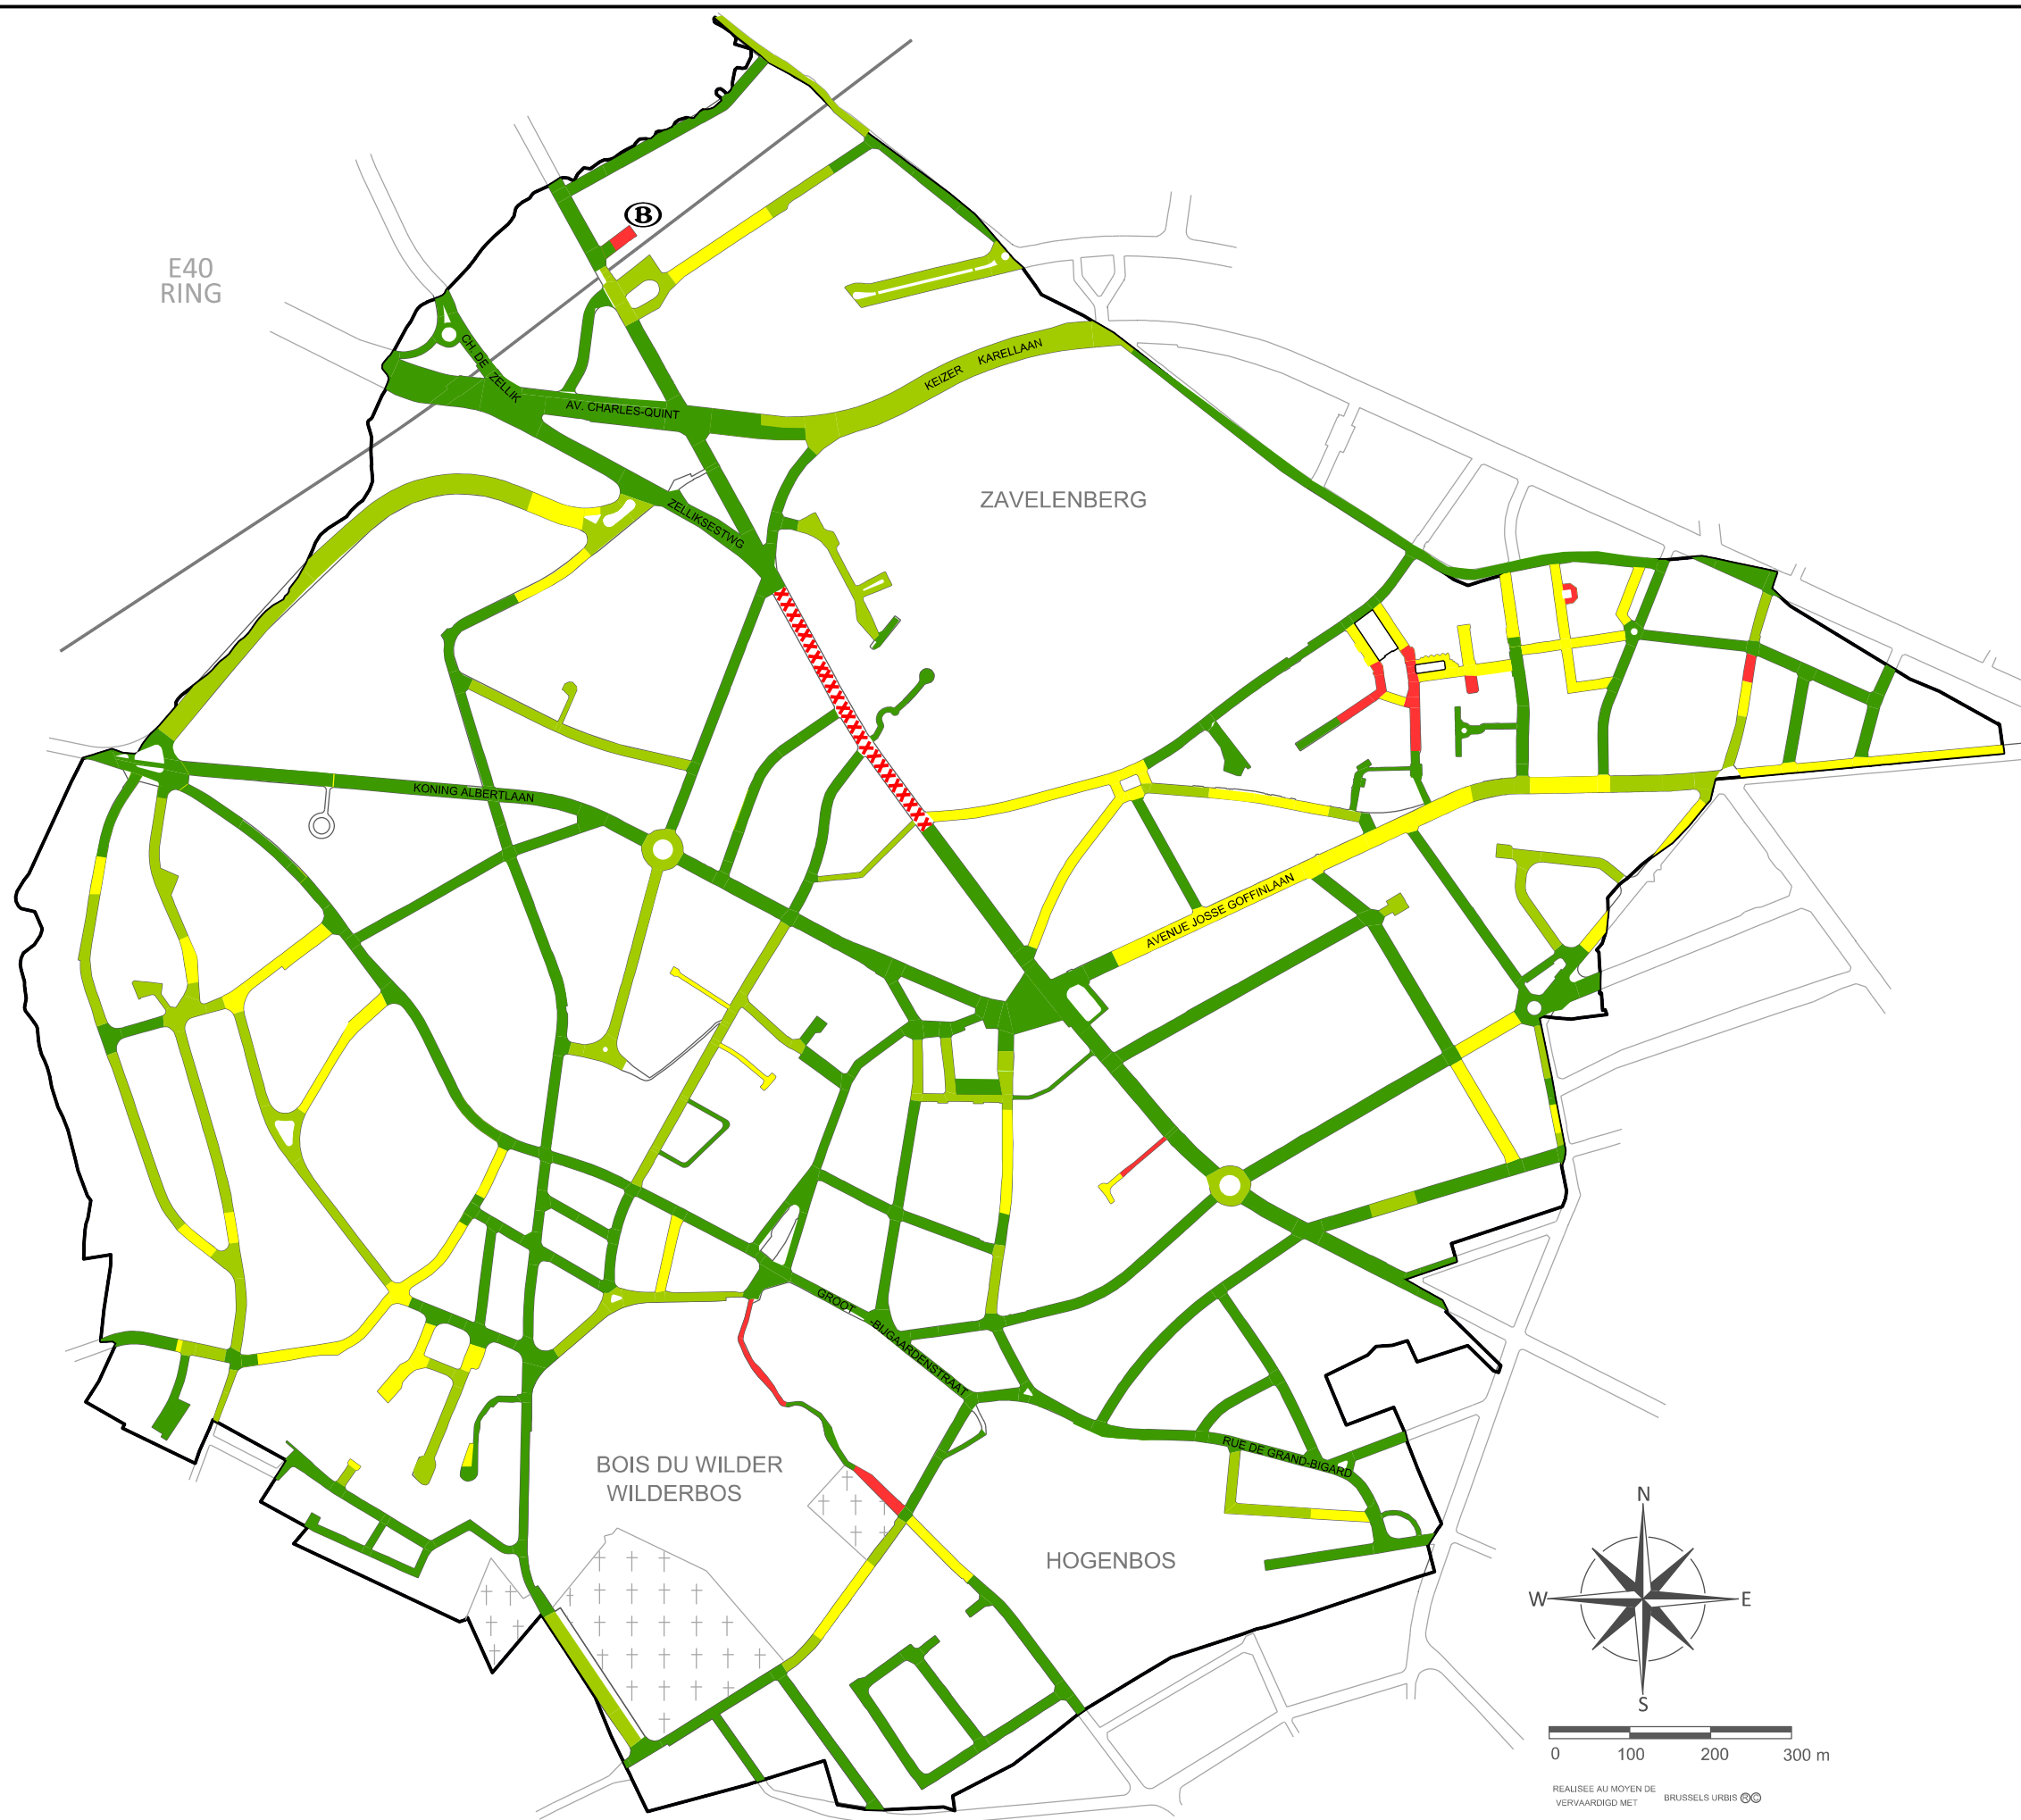 B
E40
RING
CH. DE ZELLIK
AV. CHARLES-QUINT
KEIZER KARELLAAN
ZELLIKSESTWG
ZAVELENBERG
KONING ALBERTLAAN
AVENUE JOSSE GOFFINLAAN
GROOT-BIJGAARDENSTRAAT
RUE DE GRAND-BIGARD
BOIS DU WILDER
WILDERBOS
HOGENBOS
N
W E
S
0 100 200 300 m
REALISEE AU MOYEN DE
VERVAARDIGD MET
BRUSSELS URBIS ®©